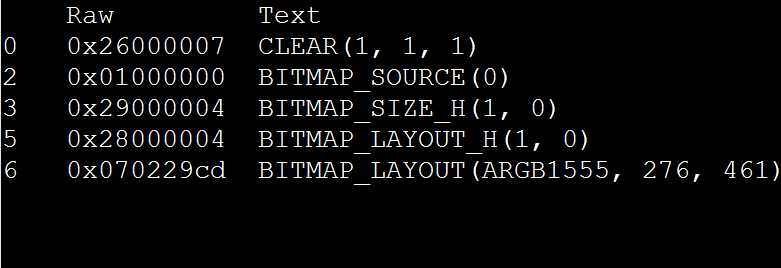 Raw Text
0 0x26000007 CLEAR(1, 1, 1)
2 0x01000000 BITMAP_SOURCE(0)
3 0x29000004 BITMAP_SIZE_H(1, 0)
5 0x28000004 BITMAP_LAYOUT_H(1, 0)
6 0x070229cd BITMAP_LAYOUT(ARGB1555, 276, 461)